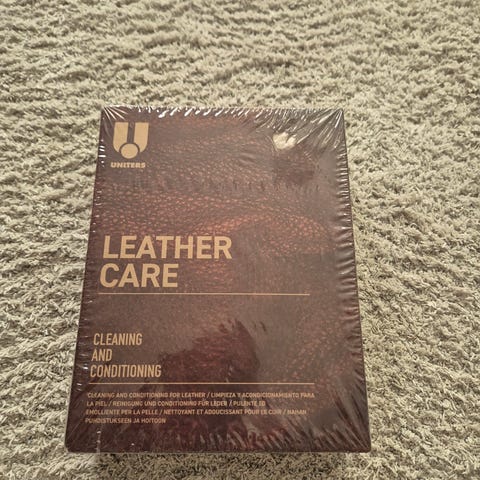 UNITERS
LEATHER
CARE
CLEANING
AND
CONDITIONING
CLEANING AND CONDITIONING FOR LEATHER / LIMPIEZA Y ACONDICIONAMIENTO PARA
LA PIEL / REINIGUNG UND CONDITIONING FÜR LEDER / PULENTE ED
EMOLLIENTE PER LA PELLE / NETTOYANT ET ADOUCISSANT POUR LE CUIR / NAHAN
PUHDISTUKSEEN JA HOITOON